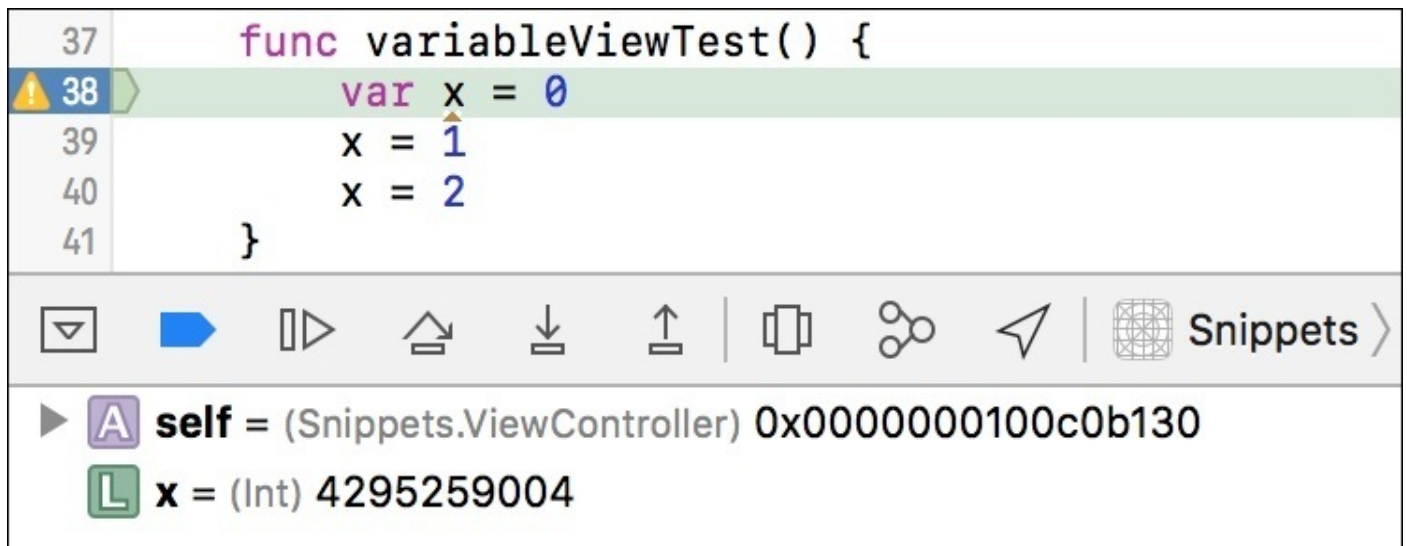 37 func variableViewTest() {
38 var x = 0
39 x = 1
40 x = 2
41 }
Snippets
A self = (Snippets.ViewController) 0x0000000100c0b130
L x = (Int) 4295259004